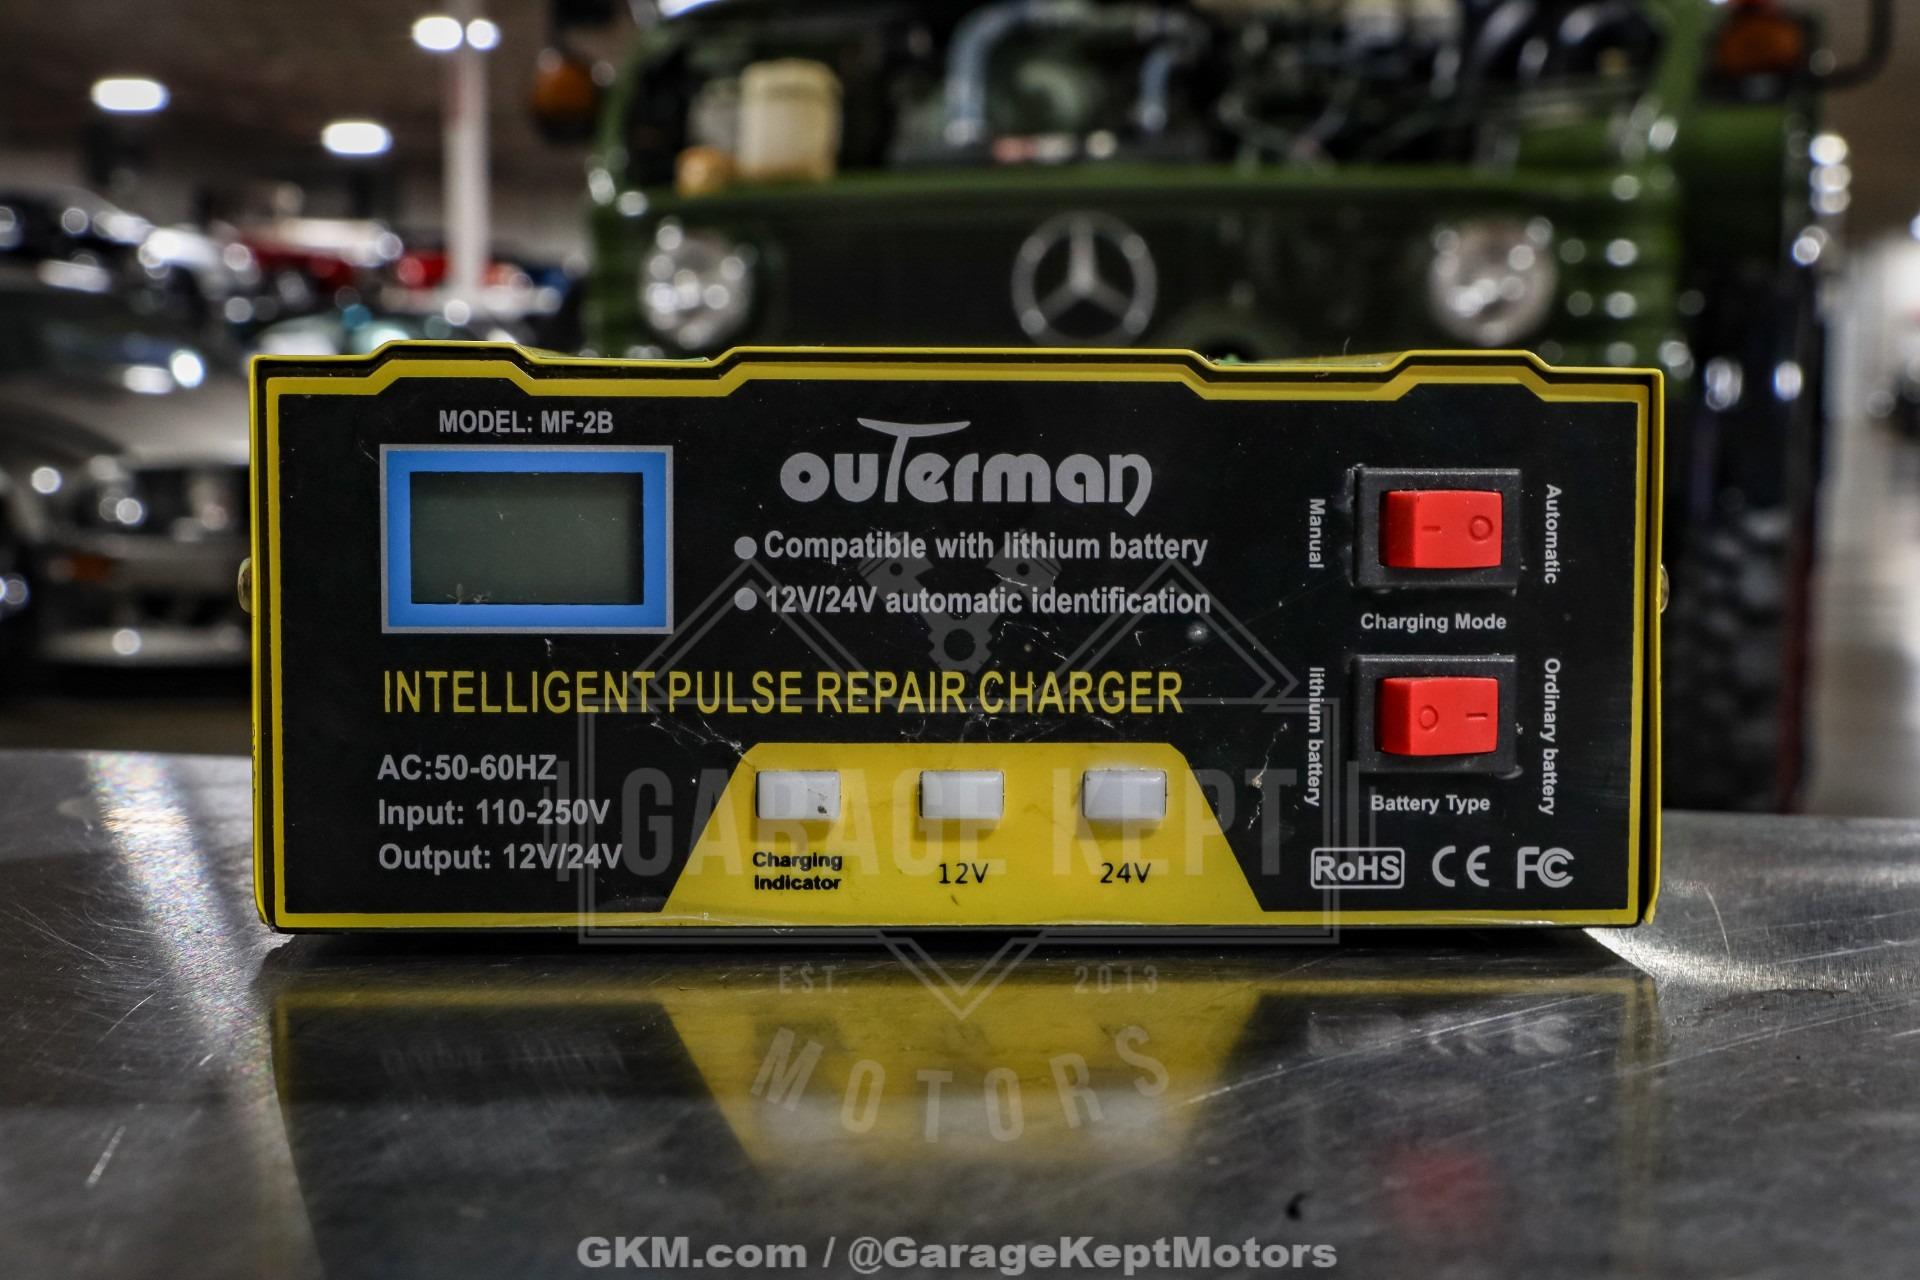 MODEL: MF-2B
ouTerman
Compatible with lithium battery
12V/24V automatic identification
INTELLIGENT PULSE REPAIR CHARGER
AC:50-60HZ
Input: 110-250V
Output: 12V/24V
Charging
Indicator
12V
24V
Manual
Automatic
Charging Mode
lithium battery
Ordinary battery
Battery Type
RoHS CE FC
GARAGE KEPT
EST. 2013
MOTORS
GKM.com / @GarageKeptMotors